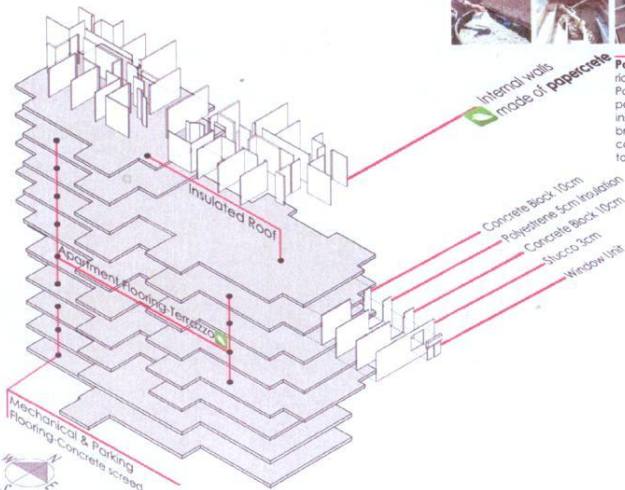 Internal walls
made of papercrete
Insulated Roof
Concrete Block 10cm
Polyestrene 5cm Insulation
Concrete Block 10cm
Stucco 3cm
Window Unit
Apartment Flooring-Terrazzo
Mechanical & Parking
Flooring-Concrete screed